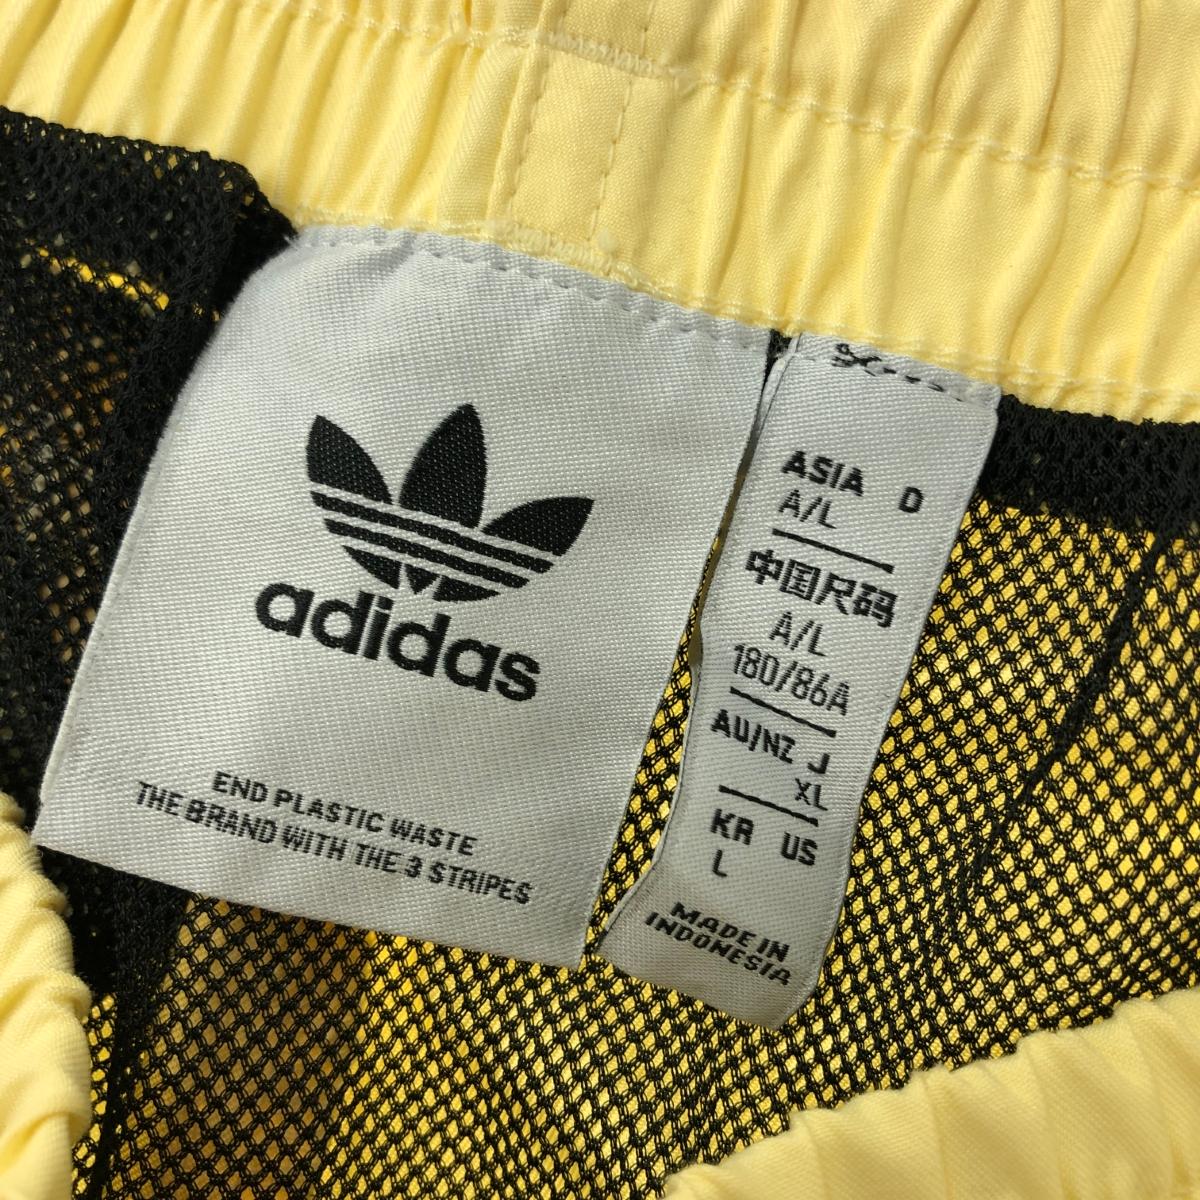 adidas
END PLASTIC WASTE
THE BRAND WITH THE 3 STRIPES
ASIA D
A/L
中国尺码
A/L
180/86A
AU/NZ J
XL
KR US
L
MADE IN
INDONESIA